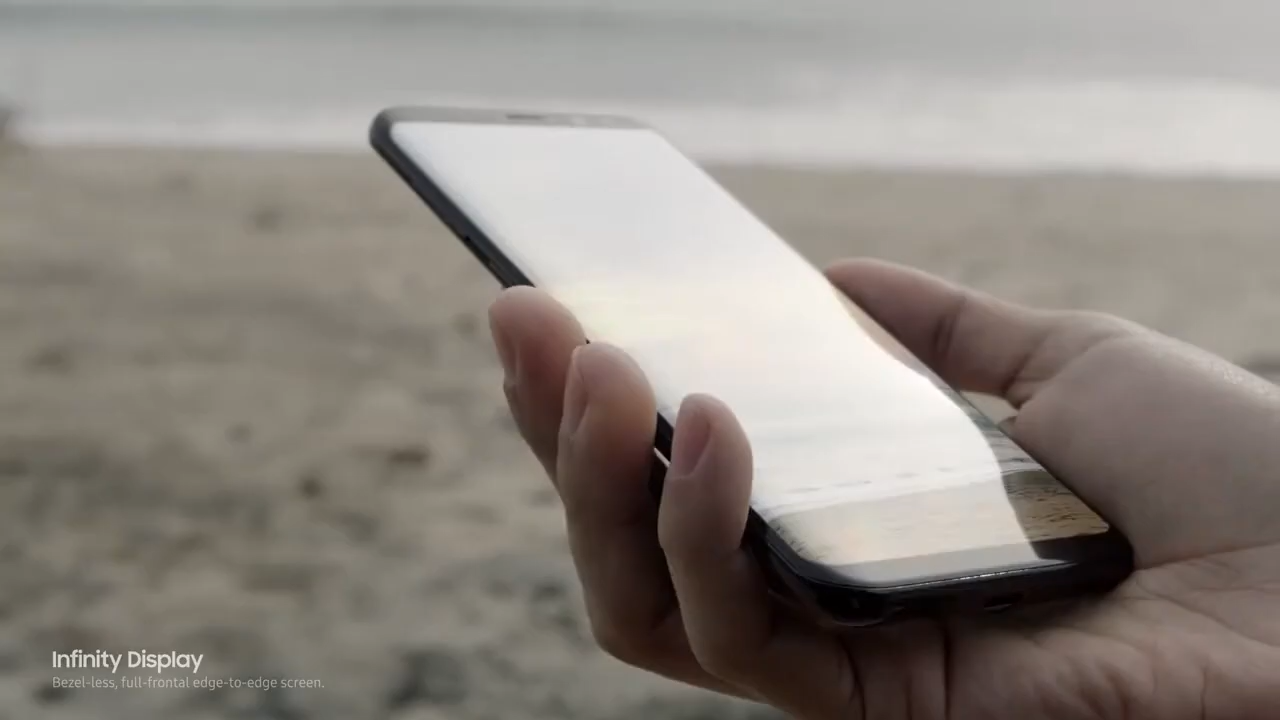 Infinity Display
Bezel-less, full-frontal edge-to-edge screen.